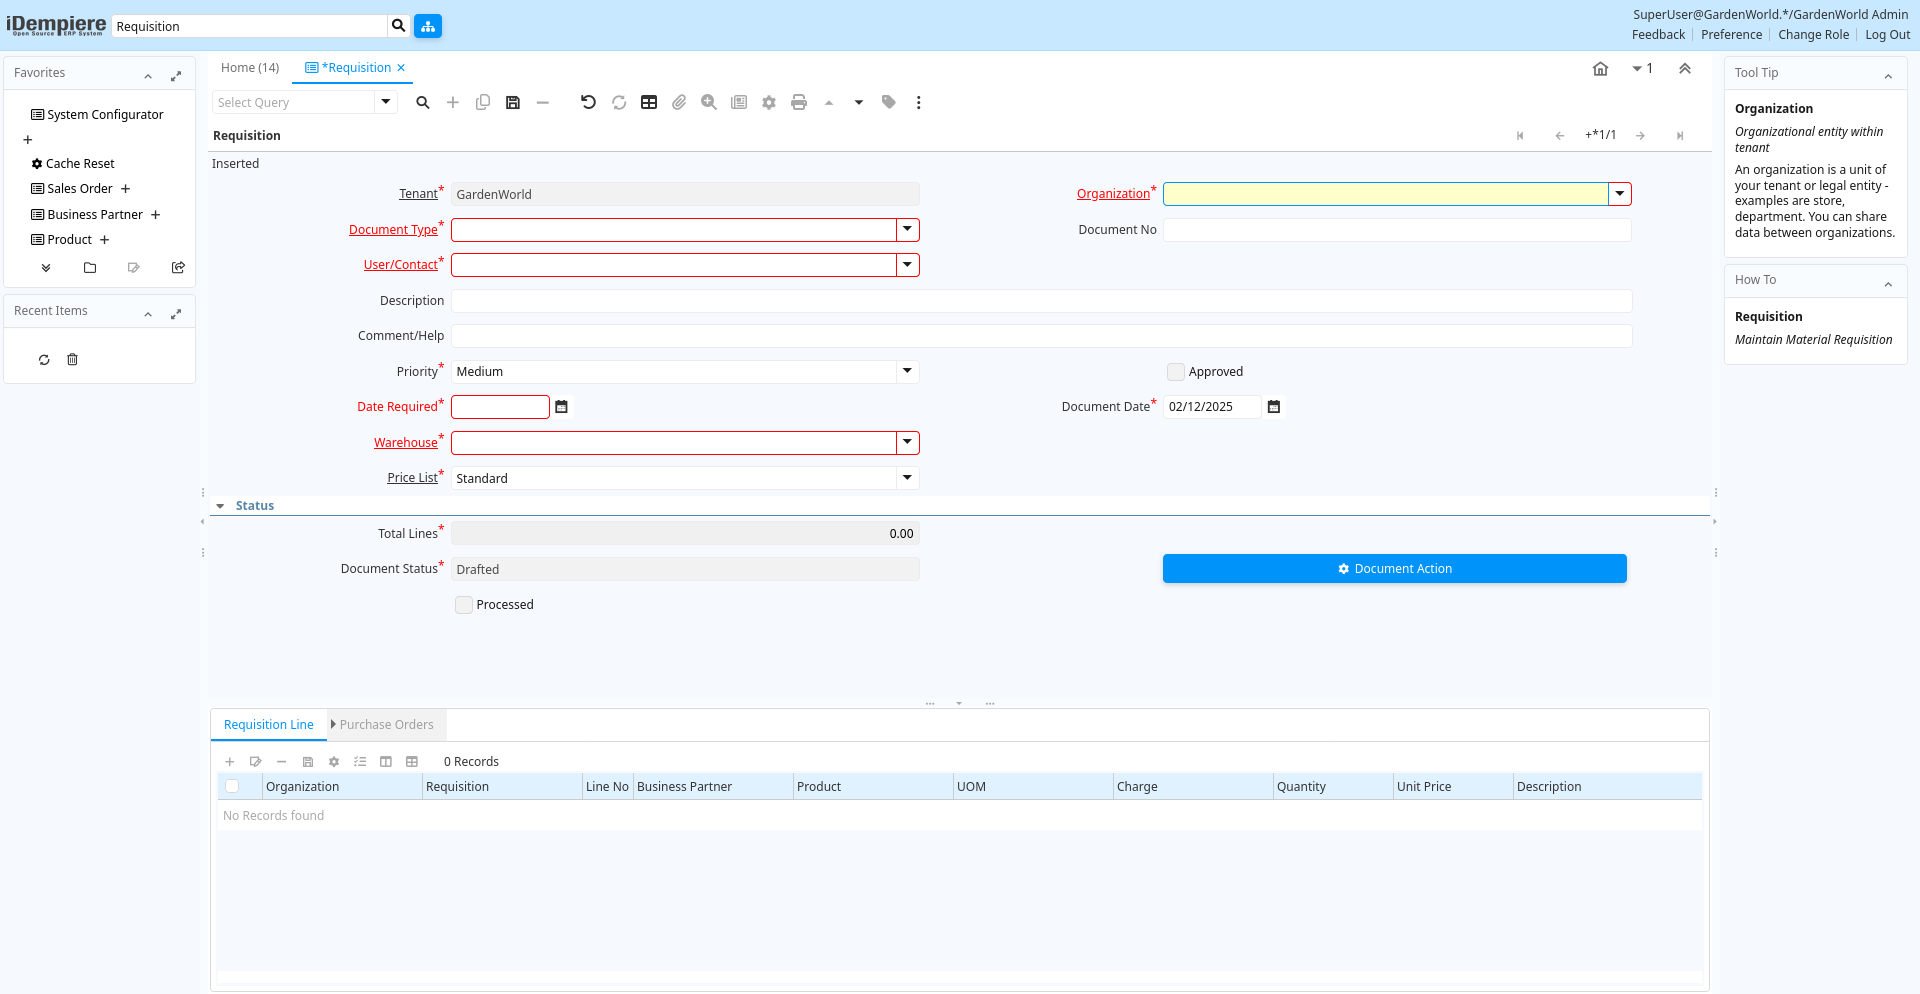 iDempiere
Open Source ERP System
Requisition
SuperUser@GardenWorld.*/GardenWorld Admin
Feedback
Preference
Change Role
Log Out
Favorites
System Configurator
Cache Reset
Sales Order
Business Partner
Product
Recent Items
Home (14)
*Requisition
1
Select Query
Requisition
+*1/1
Inserted
Tenant*
GardenWorld
Organization*
Document Type*
Document No
User/Contact*
Description
Comment/Help
Priority*
Medium
Approved
Date Required*
Document Date*
02/12/2025
Warehouse*
Price List*
Standard
Status
Total Lines*
0.00
Document Status*
Drafted
Document Action
Processed
Requisition Line
Purchase Orders
0 Records
Organization
Requisition
Line No
Business Partner
Product
UOM
Charge
Quantity
Unit Price
Description
No Records found
Tool Tip
Organization
Organizational entity within
tenant
An organization is a unit of
your tenant or legal entity -
examples are store,
department. You can share
data between organizations.
How To
Requisition
Maintain Material Requisition